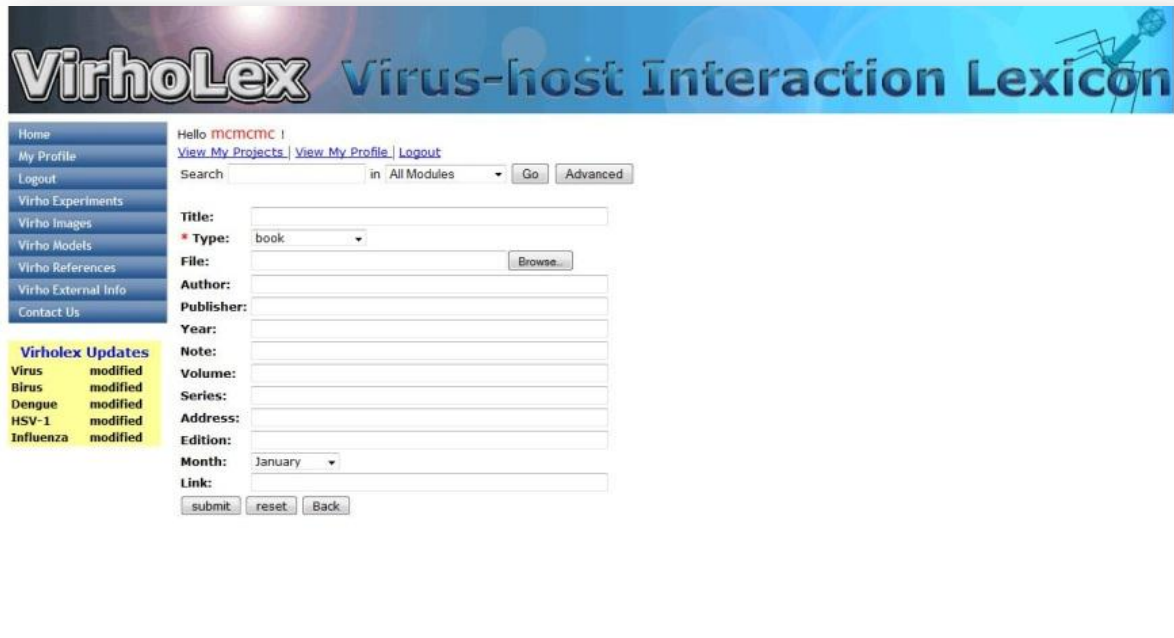 VirhoLex Virus-host Interaction Lexicon
Home
My Profile
Logout
Virho Experiments
Virho Images
Virho Models
Virho References
Virho External Info
Contact Us
Virholex Updates
Virus modified
Birus modified
Dengue modified
HSV-1 modified
Influenza modified
Hello mcmcmc !
View My Projects | View My Profile | Logout
Search in All Modules Go Advanced
Title:
* Type: book
File: Browse...
Author:
Publisher:
Year:
Note:
Volume:
Series:
Address:
Edition:
Month: January
Link:
submit reset Back